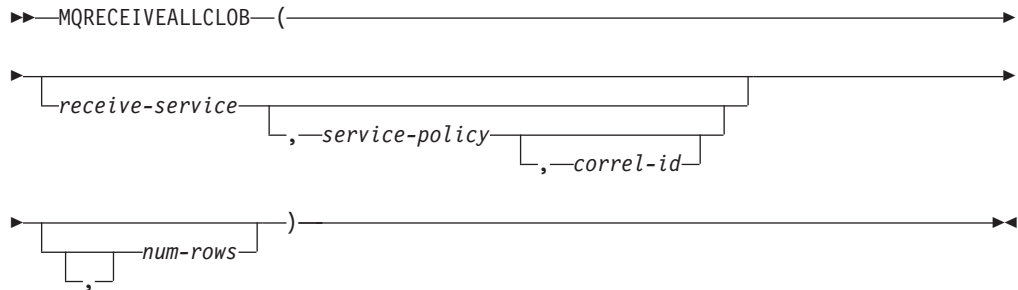 MQRECEIVEALLCLOB (
receive-service
, service-policy
, correl-id
)
num-rows
,